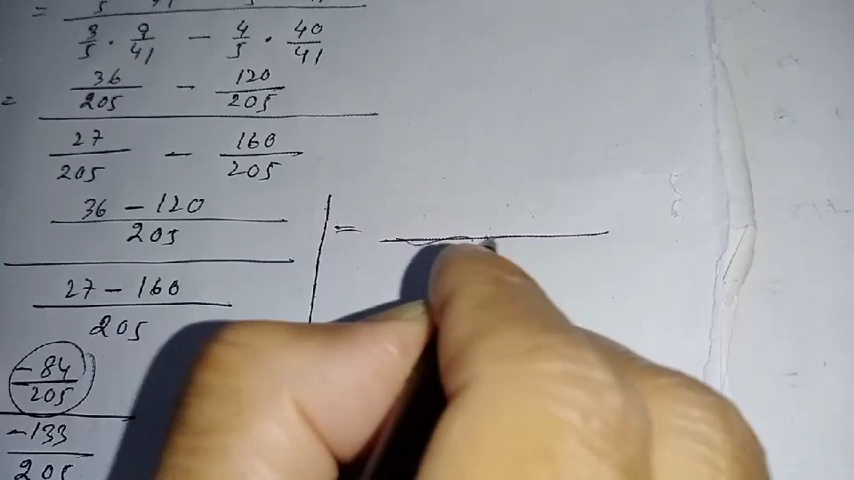 =
3/5 · 9/41 − 4/5 · 40/41
= 36/205 − 120/205
27/205 − 160/205
36 − 120
205
27 − 160
205
−84
205
−133
205
=